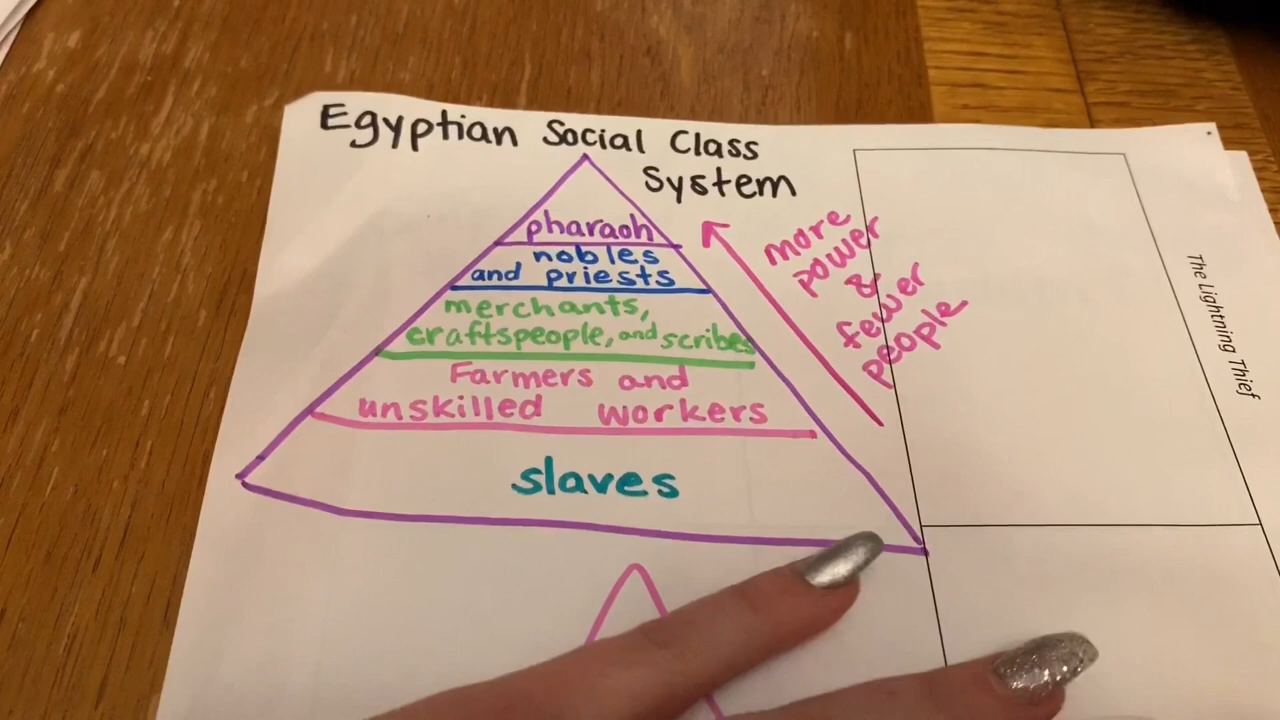 Egyptian Social Class
System
pharaoh
nobles
and priests
merchants,
craftspeople, and scribes
Farmers and
unskilled workers
slaves
more
power
&
fewer
people
The Lightning Thief